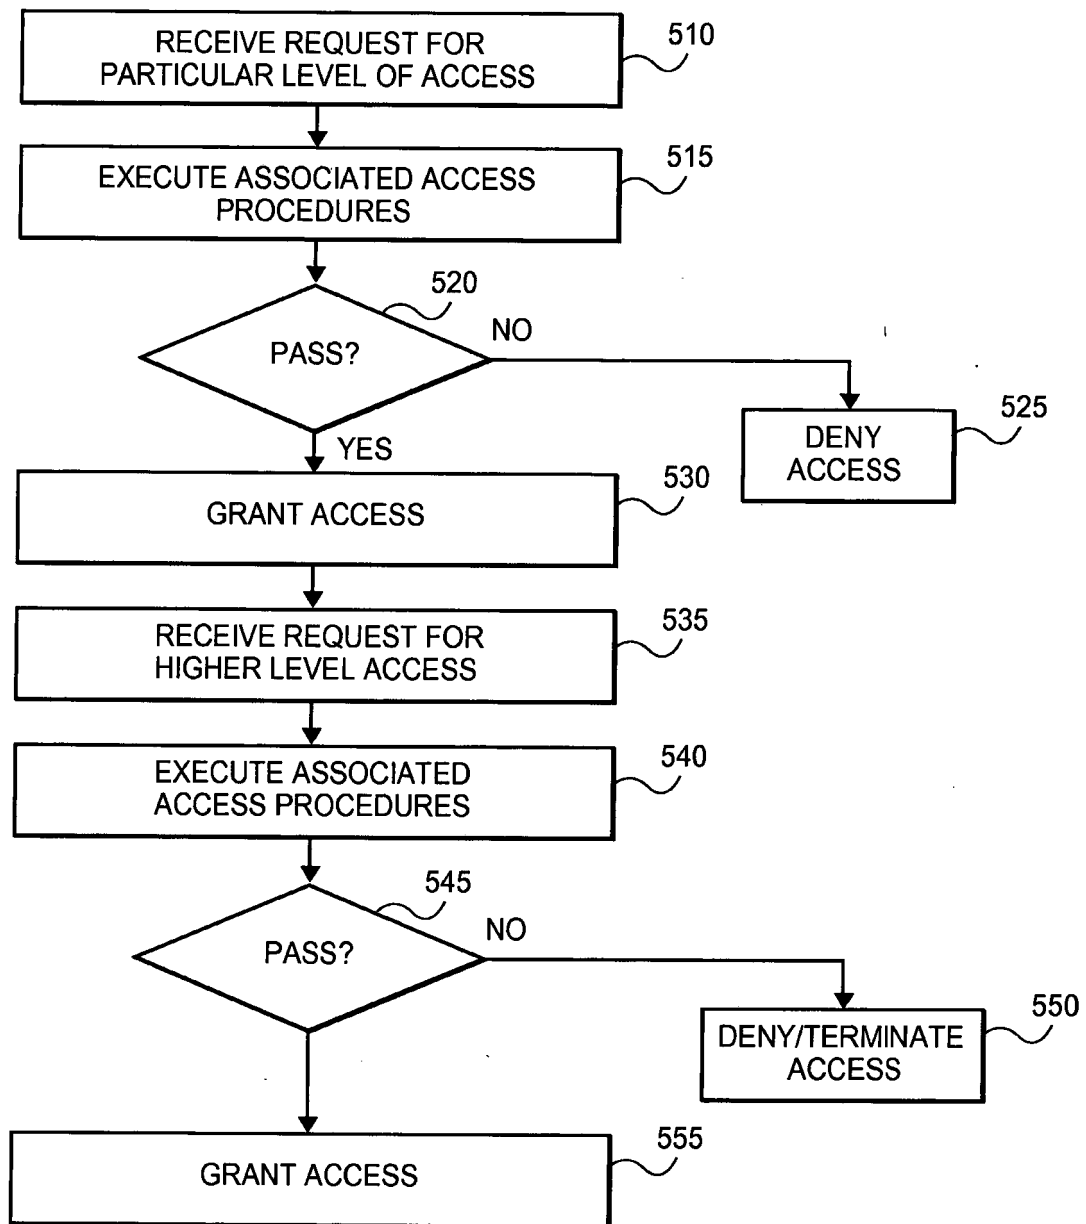 RECEIVE REQUEST FOR
PARTICULAR LEVEL OF ACCESS
510
EXECUTE ASSOCIATED ACCESS
PROCEDURES
515
PASS?
520
NO
YES
DENY
ACCESS
525
GRANT ACCESS
530
RECEIVE REQUEST FOR
HIGHER LEVEL ACCESS
535
EXECUTE ASSOCIATED
ACCESS PROCEDURES
540
PASS?
545
NO
DENY/TERMINATE
ACCESS
550
GRANT ACCESS
555